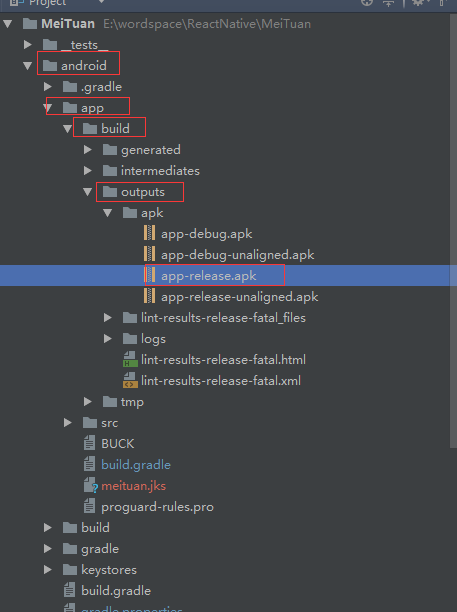 Project
MeiTuan E:\wordspace\ReactNative\MeiTuan
__tests__
android
.gradle
app
build
generated
intermediates
outputs
apk
app-debug.apk
app-debug-unaligned.apk
app-release.apk
app-release-unaligned.apk
lint-results-release-fatal_files
logs
lint-results-release-fatal.html
lint-results-release-fatal.xml
tmp
src
BUCK
build.gradle
meituan.jks
proguard-rules.pro
build
gradle
keystores
build.gradle
gradle.properties